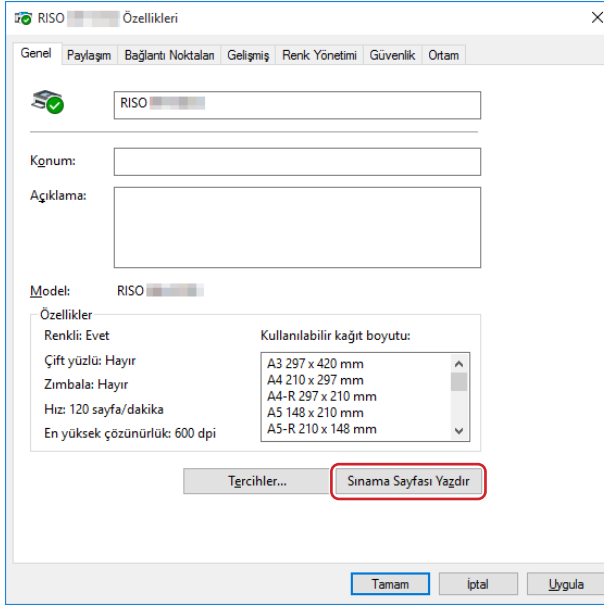 RISO Özellikleri
Genel Paylaşım Bağlantı Noktaları Gelişmiş Renk Yönetimi Güvenlik Ortam
RISO
Konum:
Açıklama:
Model: RISO
Özellikler
Renkli: Evet
Çift yüzlü: Hayır
Zımbala: Hayır
Hız: 120 sayfa/dakika
En yüksek çözünürlük: 600 dpi
Kullanılabilir kağıt boyutu:
A3 297 x 420 mm
A4 210 x 297 mm
A4-R 297 x 210 mm
A5 148 x 210 mm
A5-R 210 x 148 mm
Tercihler... Sınama Sayfası Yazdır
Tamam İptal Uygula